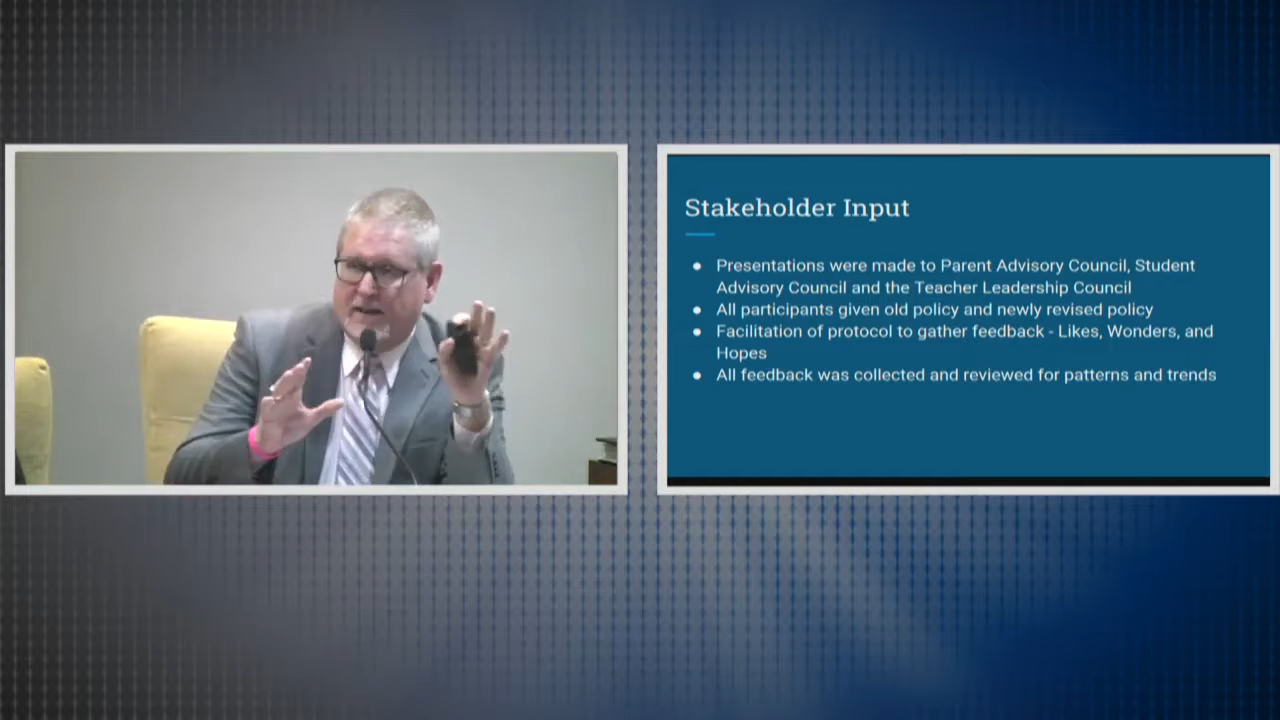 Stakeholder Input
● Presentations were made to Parent Advisory Council, Student
Advisory Council and the Teacher Leadership Council
● All participants given old policy and newly revised policy
● Facilitation of protocol to gather feedback - Likes, Wonders, and
Hopes
● All feedback was collected and reviewed for patterns and trends